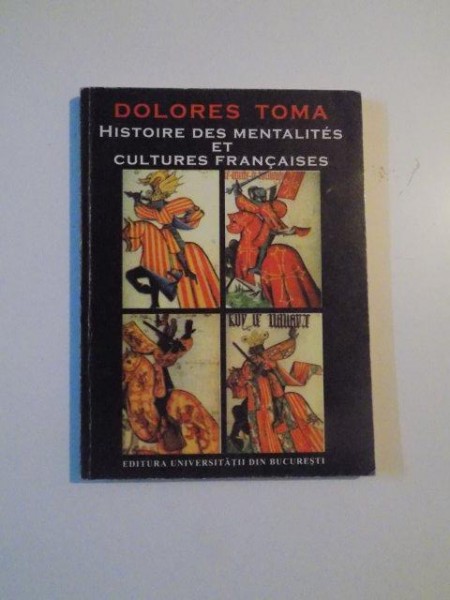 DOLORES TOMA
HISTOIRE DES MENTALITÉS
ET
CULTURES FRANÇAISES
EDITURA UNIVERSITĂȚII DIN BUCUREȘTI